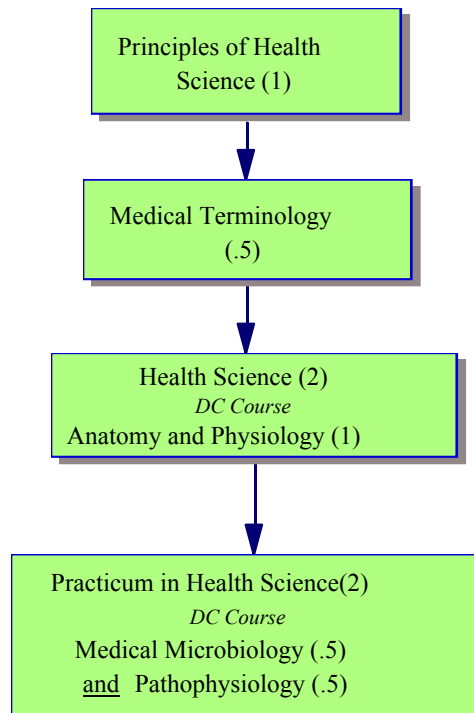 Principles of Health
Science (1)
Medical Terminology
(.5)
Health Science (2)
DC Course
Anatomy and Physiology (1)
Practicum in Health Science(2)
DC Course
Medical Microbiology (.5)
and Pathophysiology (.5)